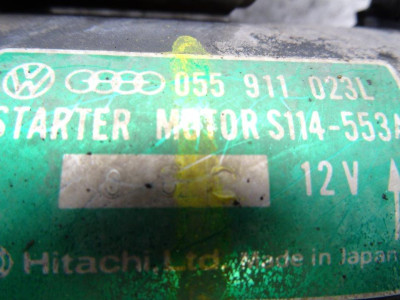 055 911 023L
STARTER MOTOR S114-553A
12V
Hitachi, Ltd. Made in Japan